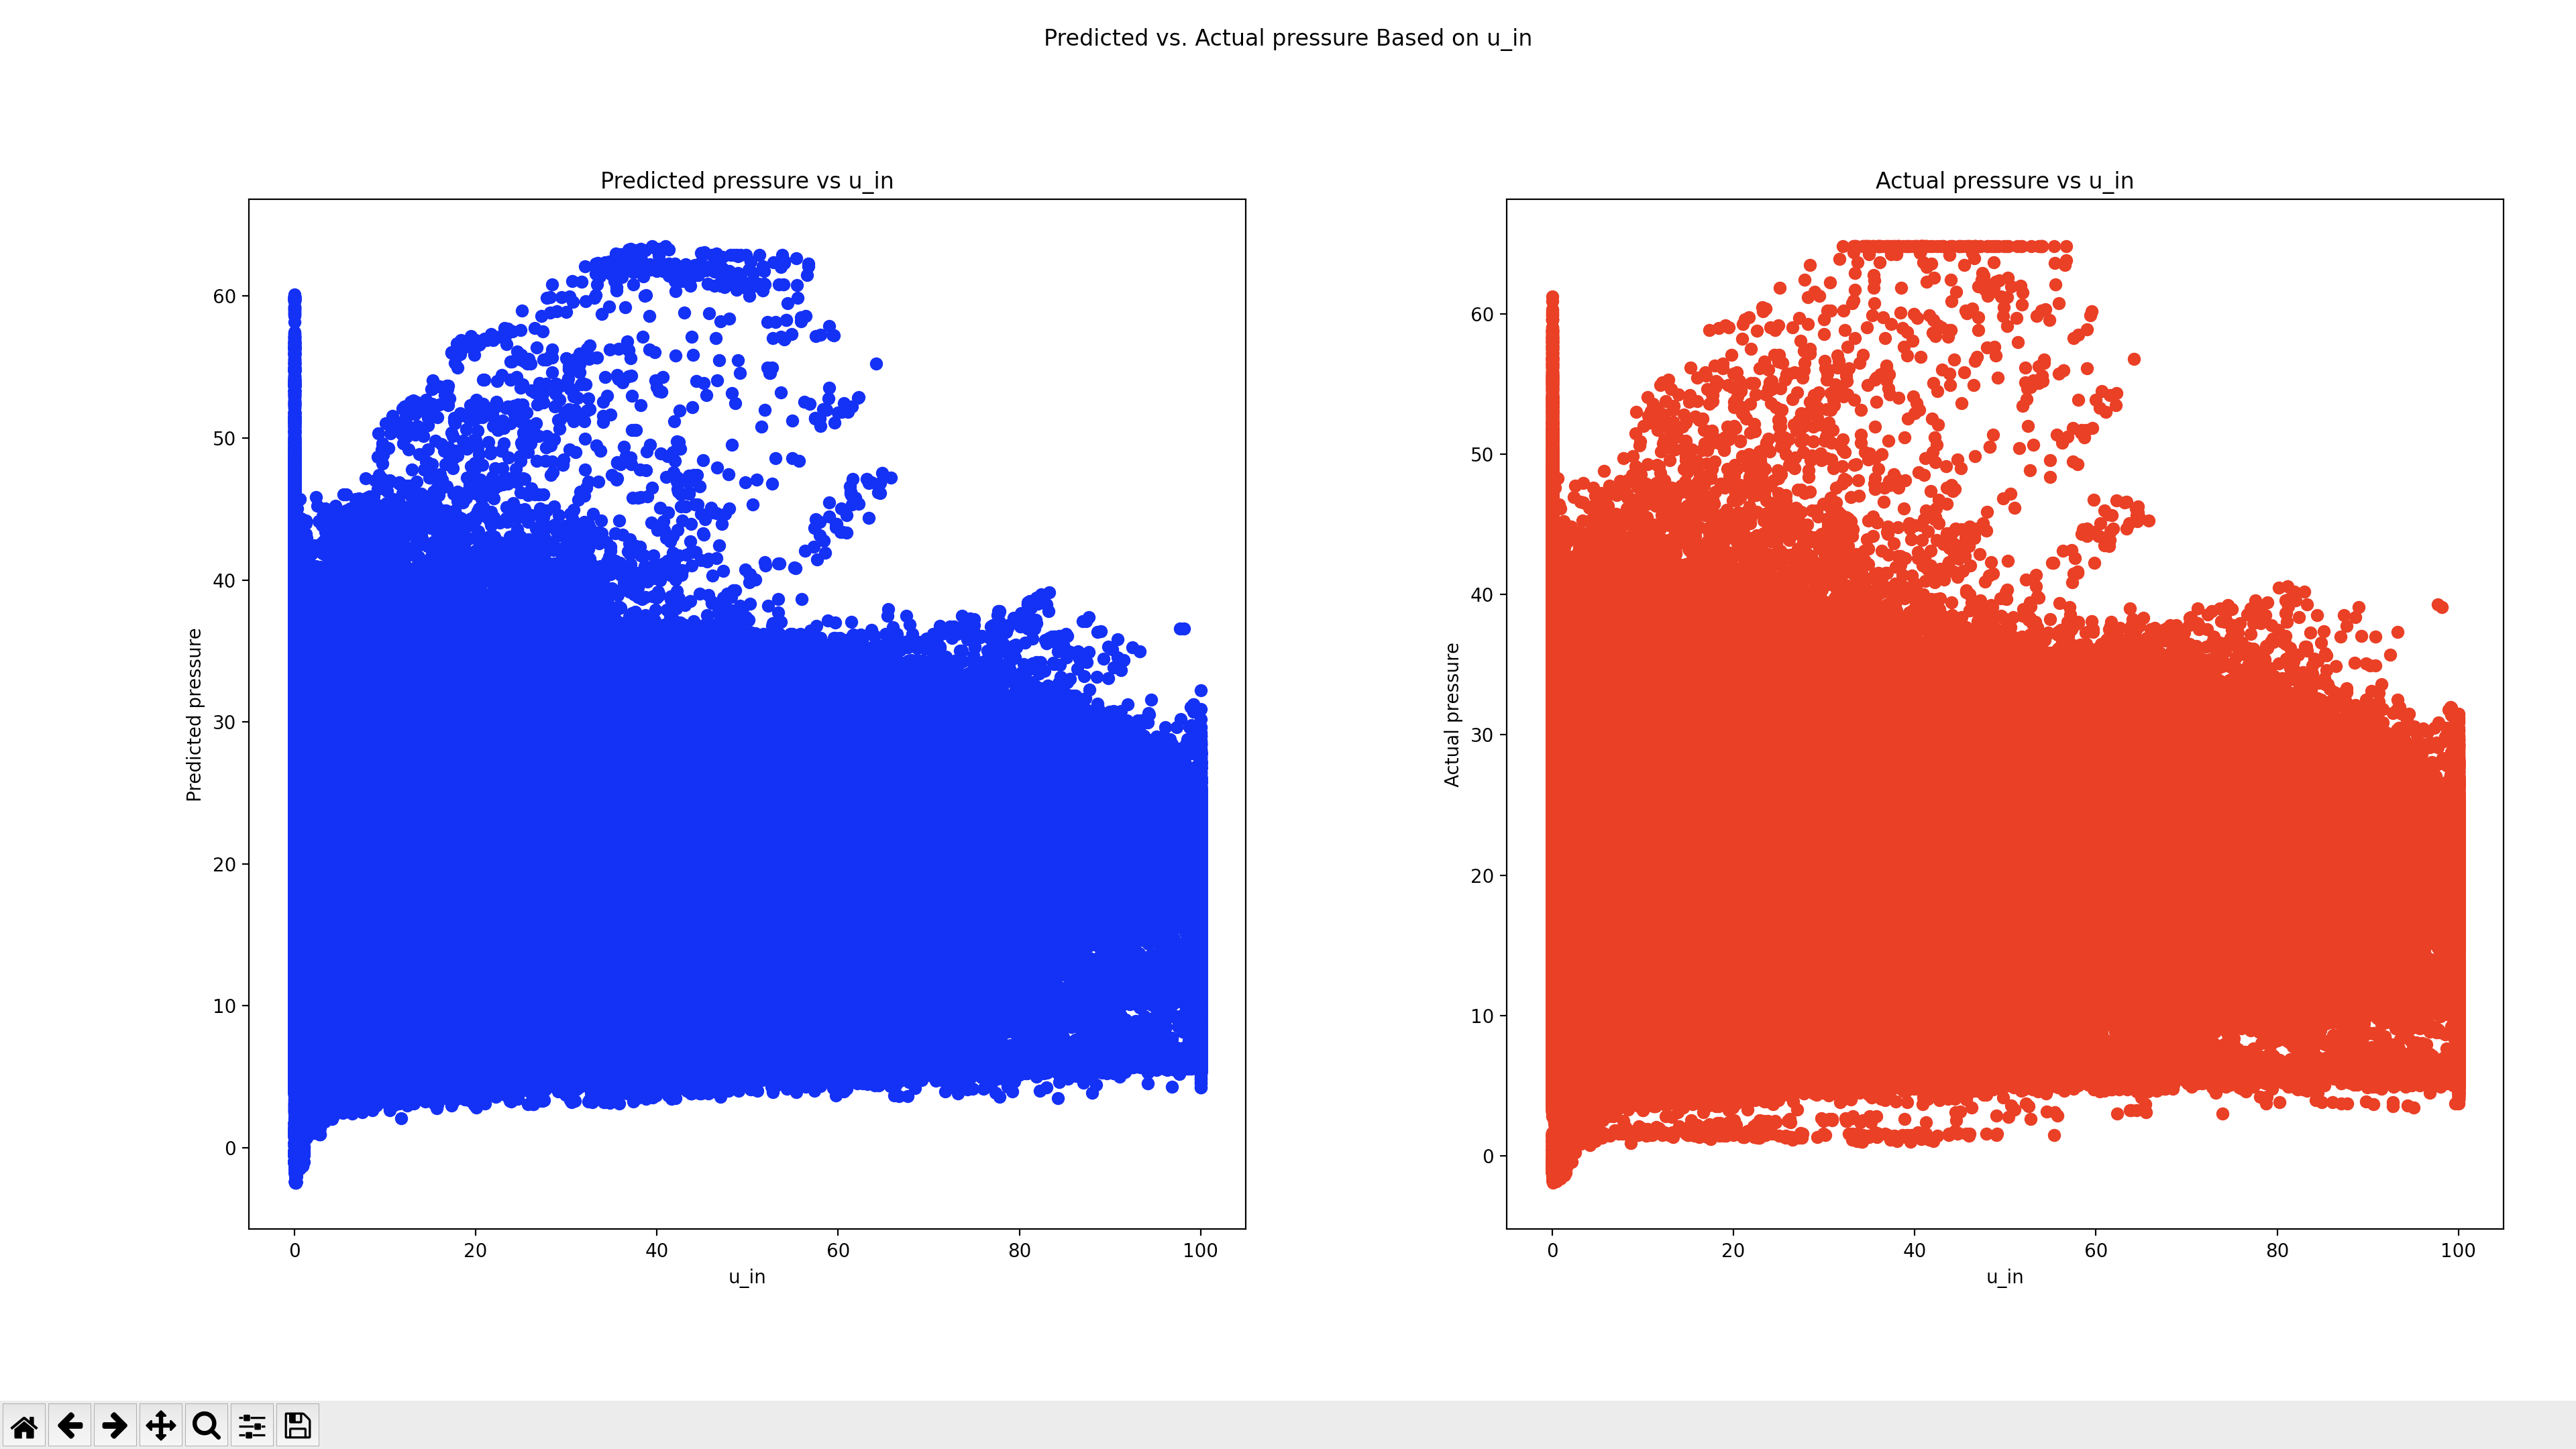 Predicted vs. Actual pressure Based on u_in
Predicted pressure vs u_in
Predicted pressure
60
50
40
30
20
10
0
0 20 40 60 80 100
u_in
Actual pressure vs u_in
Actual pressure
60
50
40
30
20
10
0
0 20 40 60 80 100
u_in